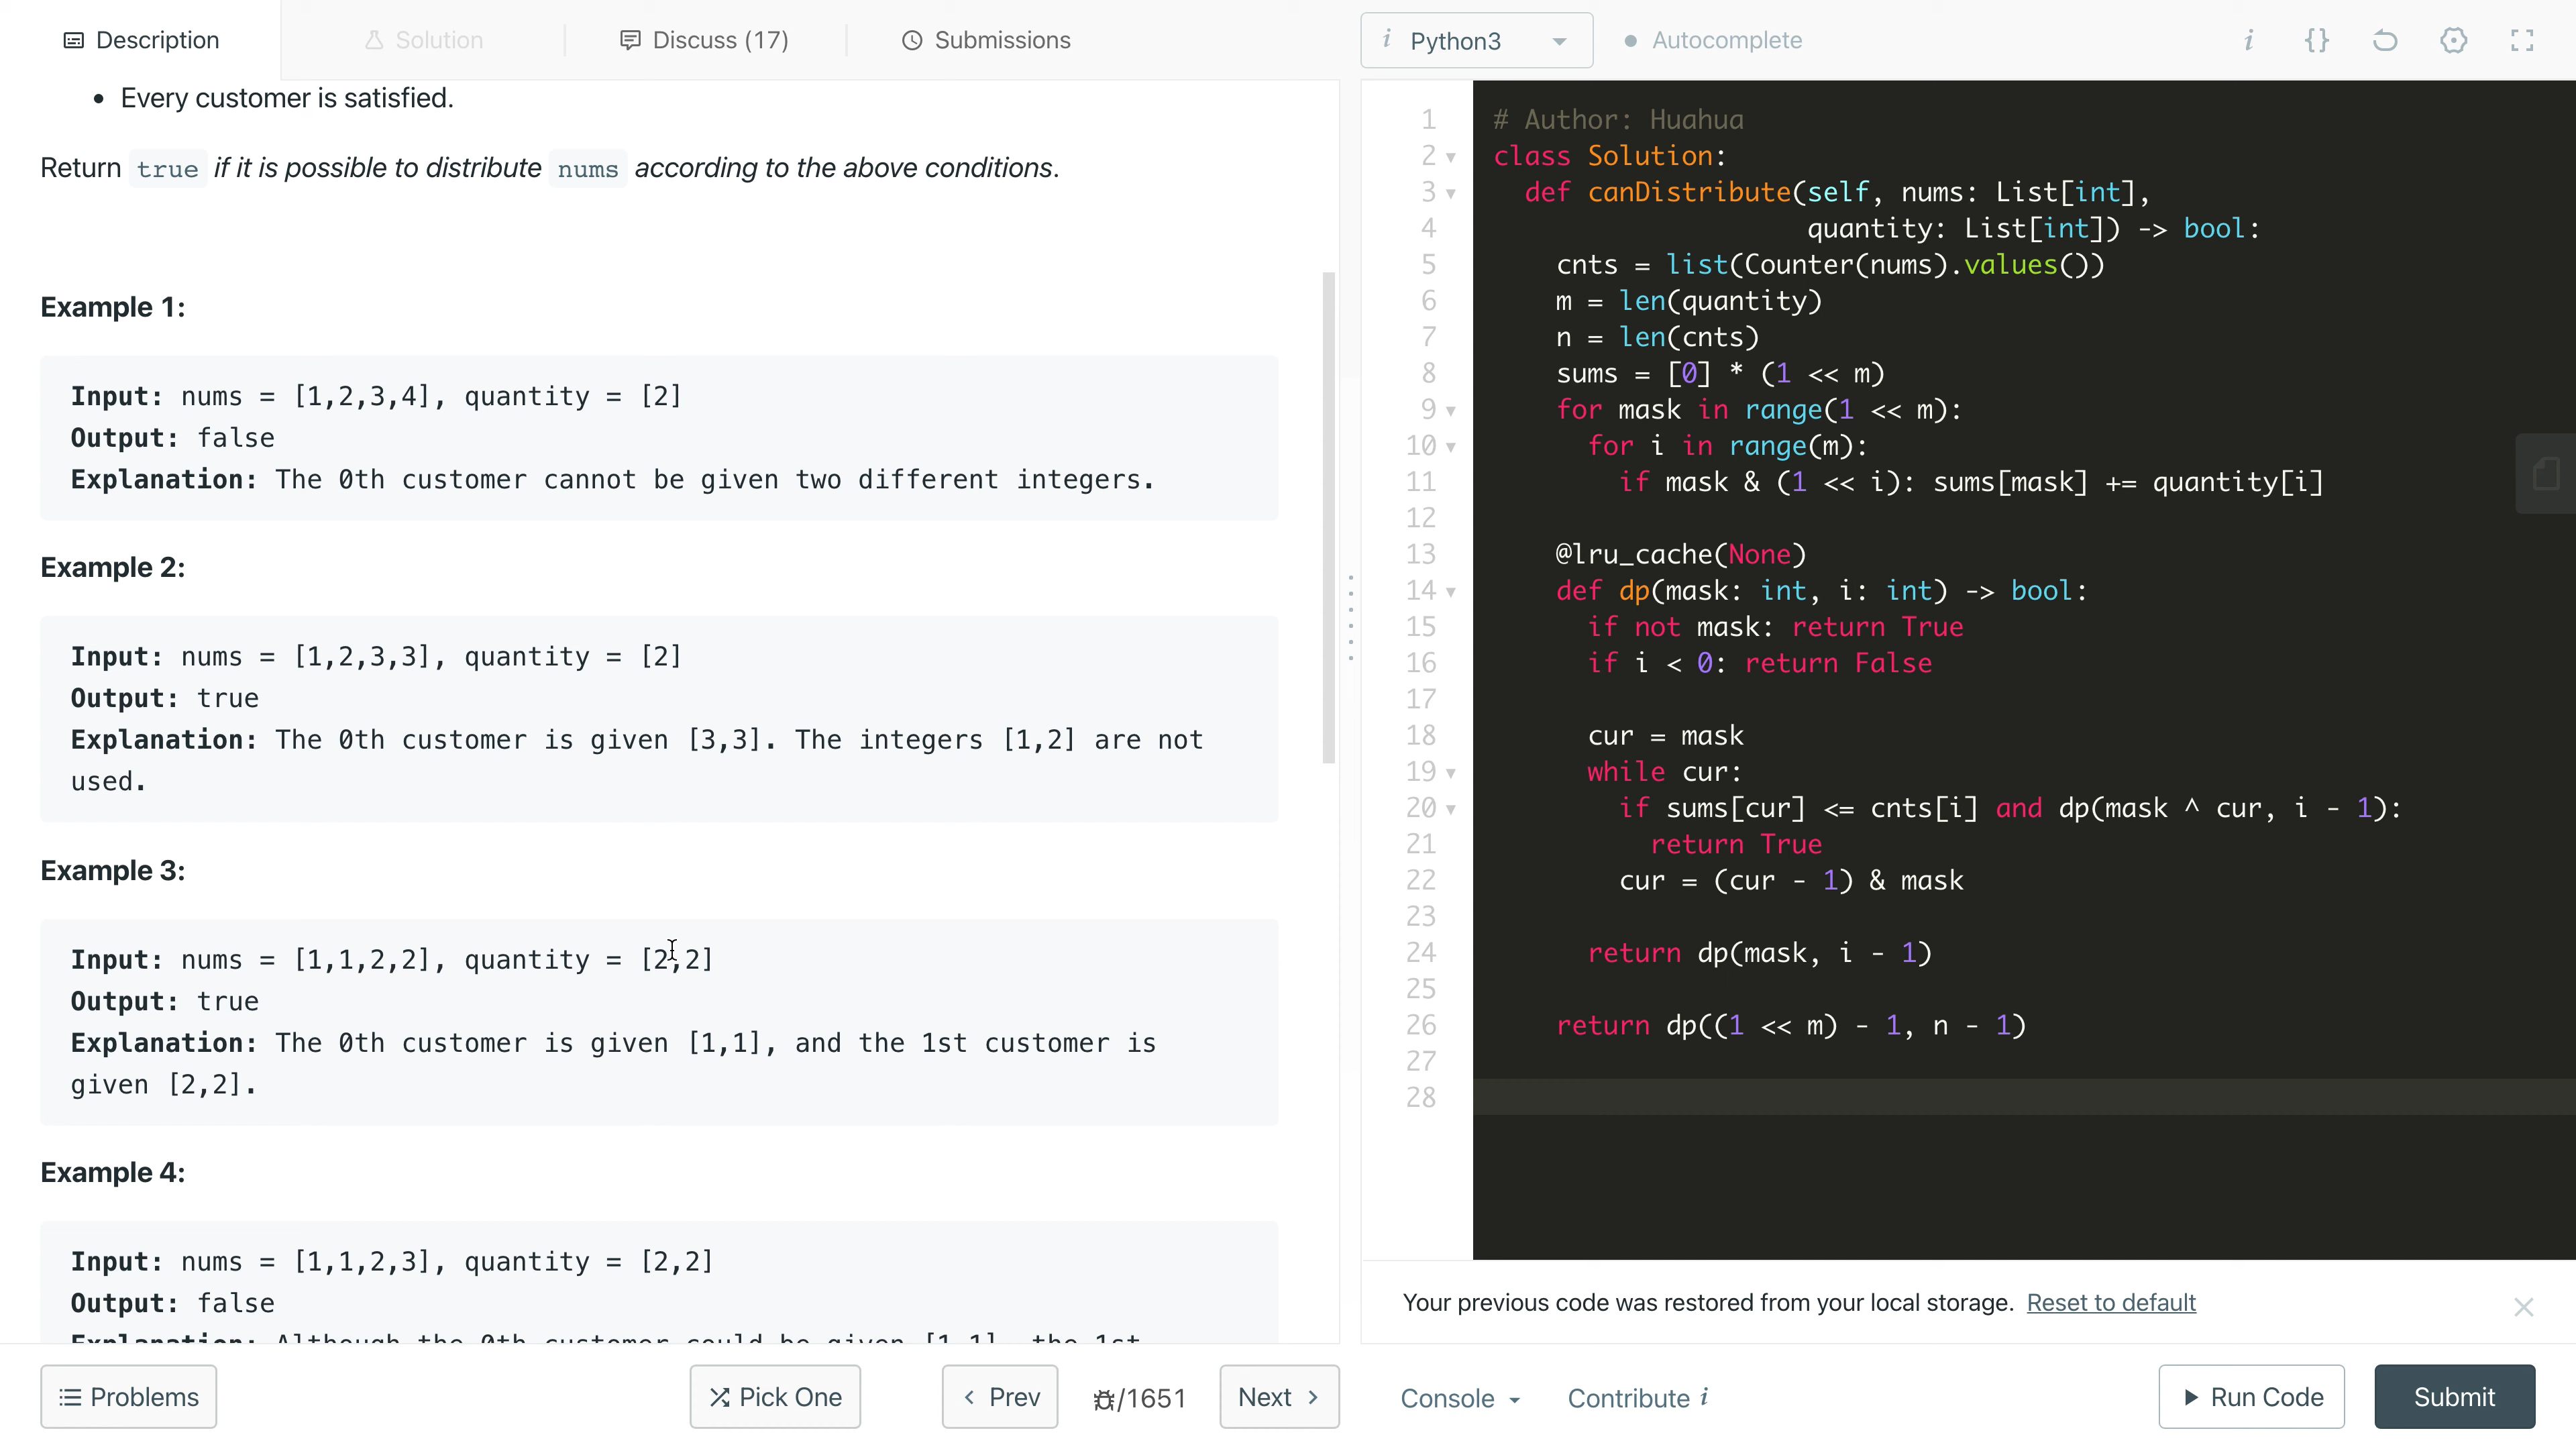 Description
Solution
Discuss (17)
Submissions
• Every customer is satisfied.
Return true if it is possible to distribute nums according to the above conditions.
Example 1:
Input: nums = [1,2,3,4], quantity = [2]
Output: false
Explanation: The 0th customer cannot be given two different integers.
Example 2:
Input: nums = [1,2,3,3], quantity = [2]
Output: true
Explanation: The 0th customer is given [3,3]. The integers [1,2] are not
used.
Example 3:
Input: nums = [1,1,2,2], quantity = [2,2]
Output: true
Explanation: The 0th customer is given [1,1], and the 1st customer is
given [2,2].
Example 4:
Input: nums = [1,1,2,3], quantity = [2,2]
Output: false
Explanation: Although the 0th customer could be given [1,1], the 1st
Problems
Pick One
< Prev
/1651
Next >
i Python3
Autocomplete
i {}
1 # Author: Huahua
2 class Solution:
3   def canDistribute(self, nums: List[int],
4                     quantity: List[int]) -> bool:
5     cnts = list(Counter(nums).values())
6     m = len(quantity)
7     n = len(cnts)
8     sums = [0] * (1 << m)
9     for mask in range(1 << m):
10       for i in range(m):
11         if mask & (1 << i): sums[mask] += quantity[i]
12
13     @lru_cache(None)
14     def dp(mask: int, i: int) -> bool:
15       if not mask: return True
16       if i < 0: return False
17
18       cur = mask
19       while cur:
20         if sums[cur] <= cnts[i] and dp(mask ^ cur, i - 1):
21           return True
22         cur = (cur - 1) & mask
23
24       return dp(mask, i - 1)
25
26     return dp((1 << m) - 1, n - 1)
27
28
Your previous code was restored from your local storage. Reset to default
Console
Contribute i
Run Code
Submit